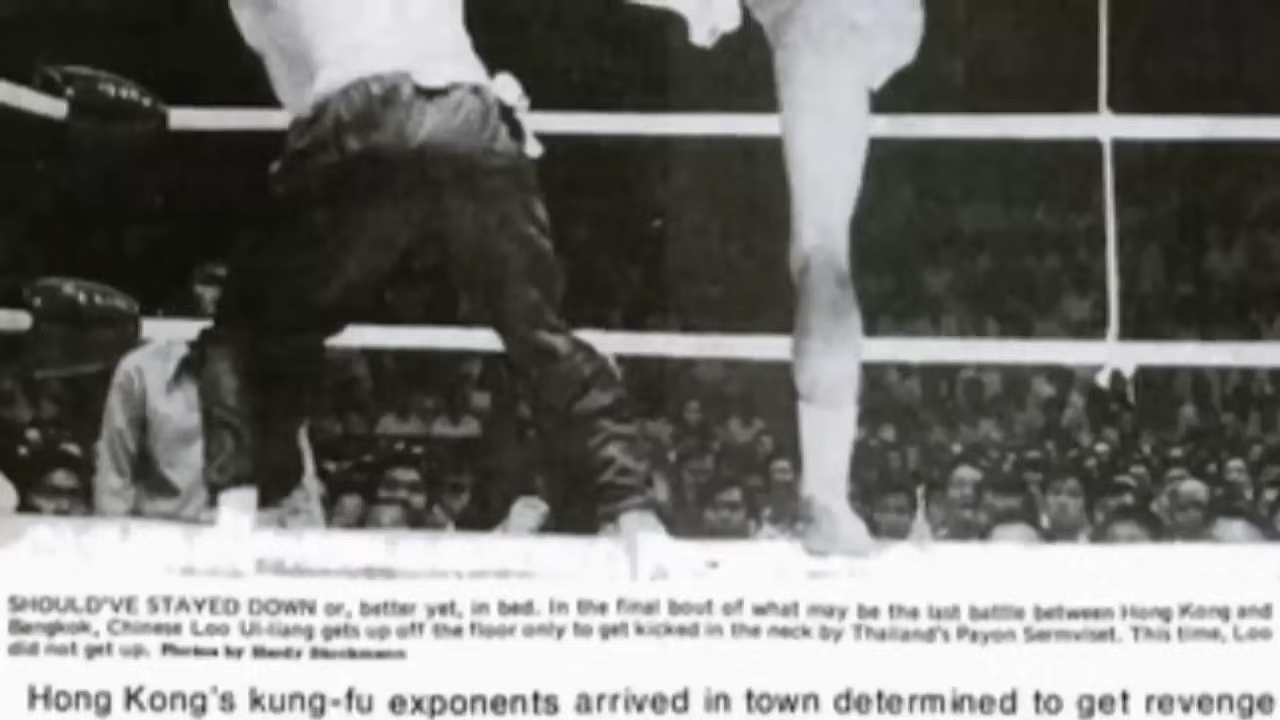 SHOULD'VE STAYED DOWN or, better yet, in bed. In the final bout of what may be the last battle between Hong Kong and
Bangkok, Chinese Loo Ui-liang gets up off the floor only to get kicked in the neck by Thailand's Payon Sermviset. This time, Loo
did not get up. Photos by
Hong Kong's kung-fu exponents arrived in town determined to get revenge